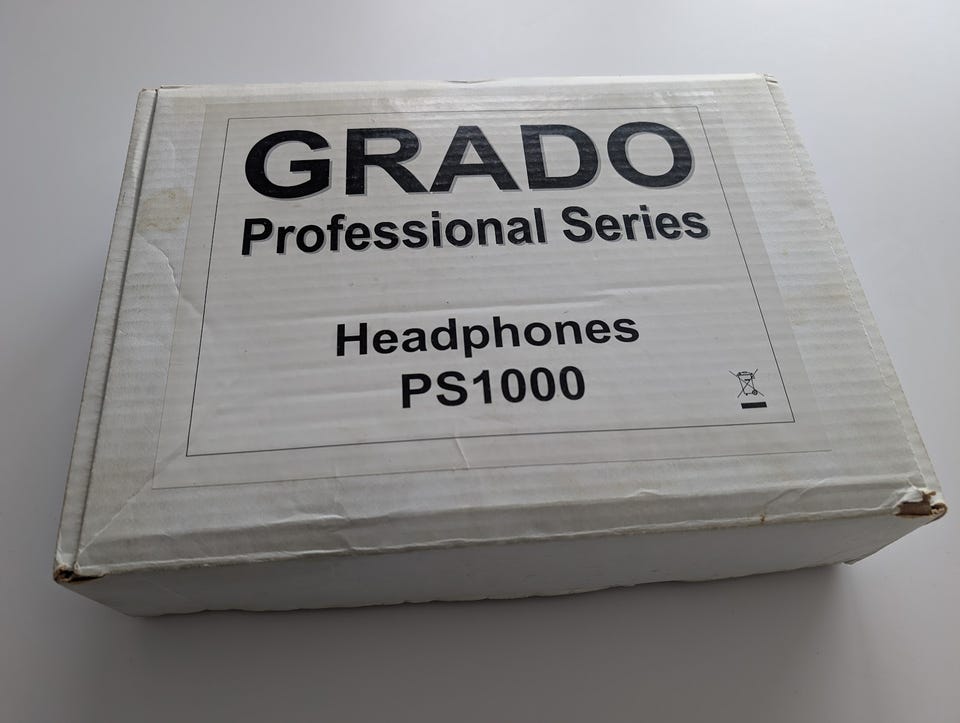 GRADO
Professional Series
Headphones
PS1000